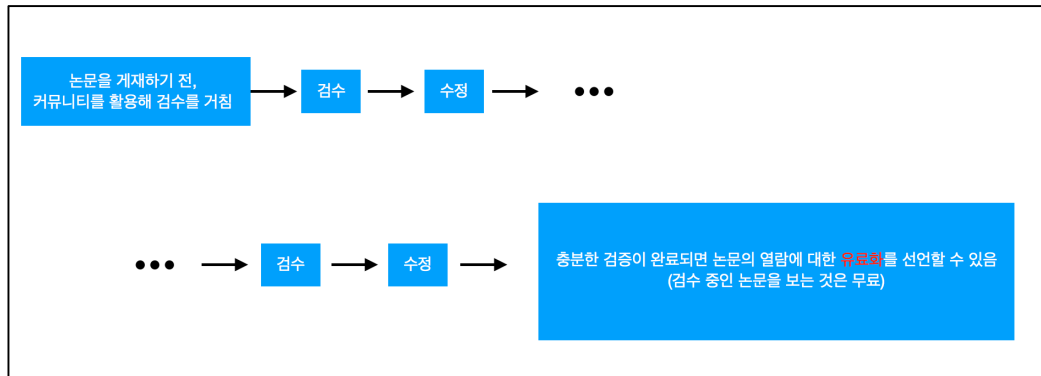 논문을 게재하기 전,
커뮤니티를 활용해 검수를 거침
검수
수정
•••
•••
검수
수정
충분한 검증이 완료되면 논문의 열람에 대한 유료화를 선언할 수 있음
(검수 중인 논문을 보는 것은 무료)